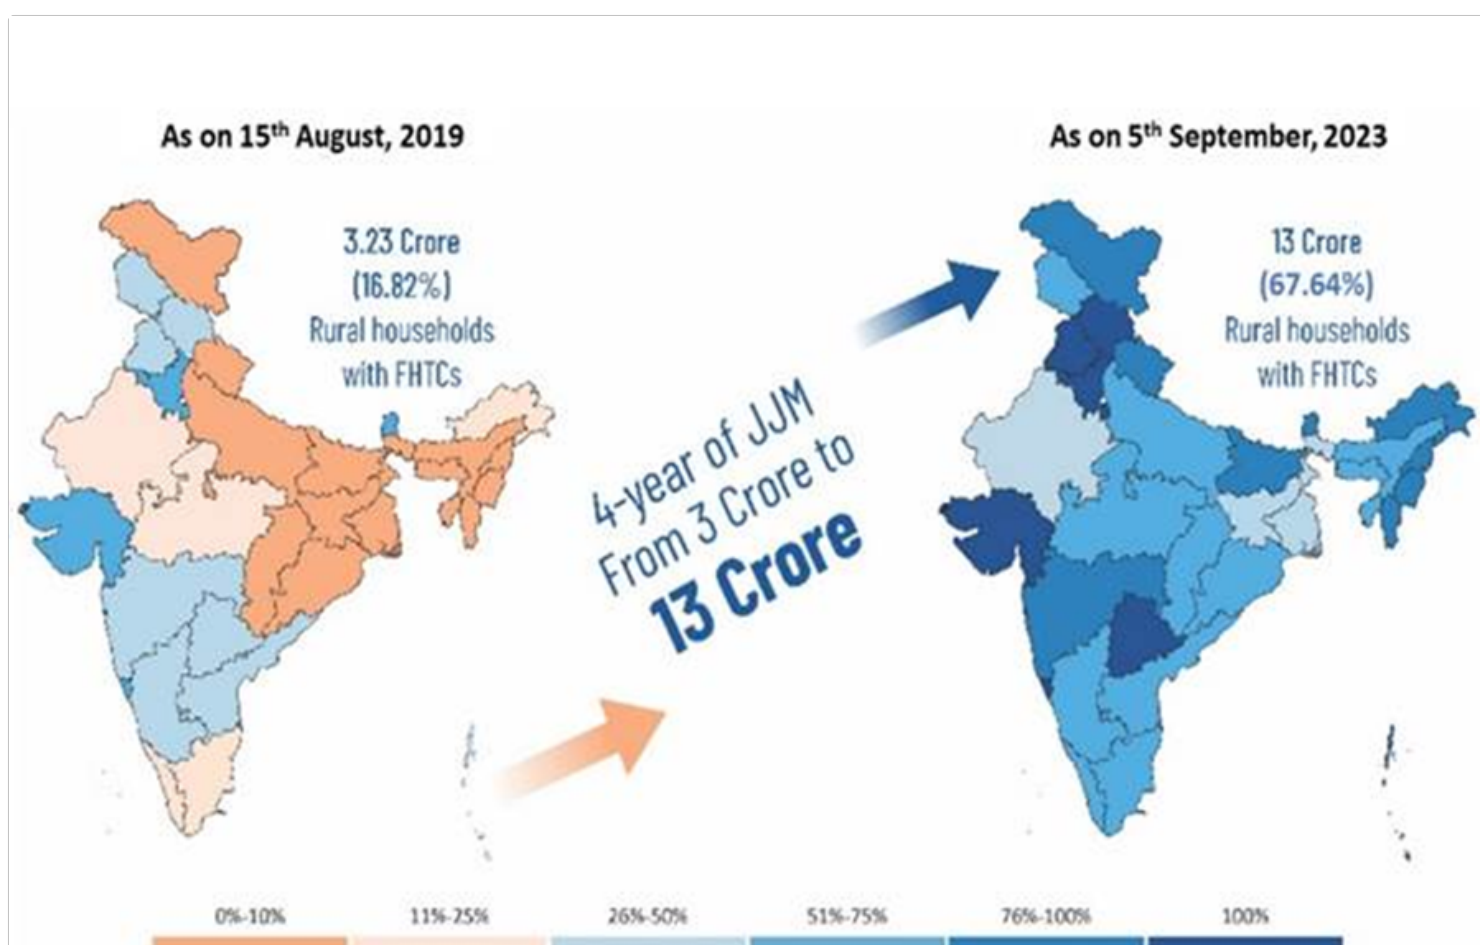 As on 15th August, 2019
3.23 Crore
(16.82%)
Rural households
with FHTCs
4-year of JJM
From 3 Crore to
13 Crore
As on 5th September, 2023
13 Crore
(67.64%)
Rural households
with FHTCs
0%-10% 11%-25% 26%-50% 51%-75% 76%-100% 100%